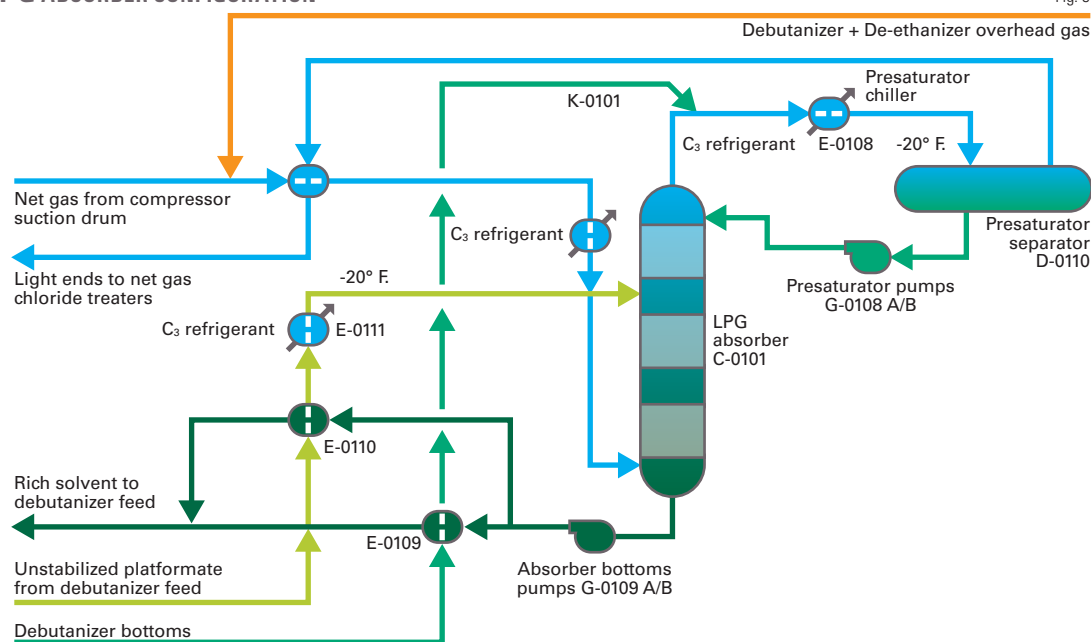 Debutanizer + De-ethanizer overhead gas
K-0101
Presaturator
chiller
C₃ refrigerant
E-0108
-20° F.
Net gas from compressor
suction drum
C₃ refrigerant
Presaturator
separator
D-0110
Light ends to net gas
chloride treaters
-20° F.
Presaturator pumps
G-0108 A/B
C₃ refrigerant
E-0111
LPG
absorber
C-0101
E-0110
Rich solvent to
debutanizer feed
E-0109
Unstabilized platformate
from debutanizer feed
Absorber bottoms
pumps G-0109 A/B
Debutanizer bottoms